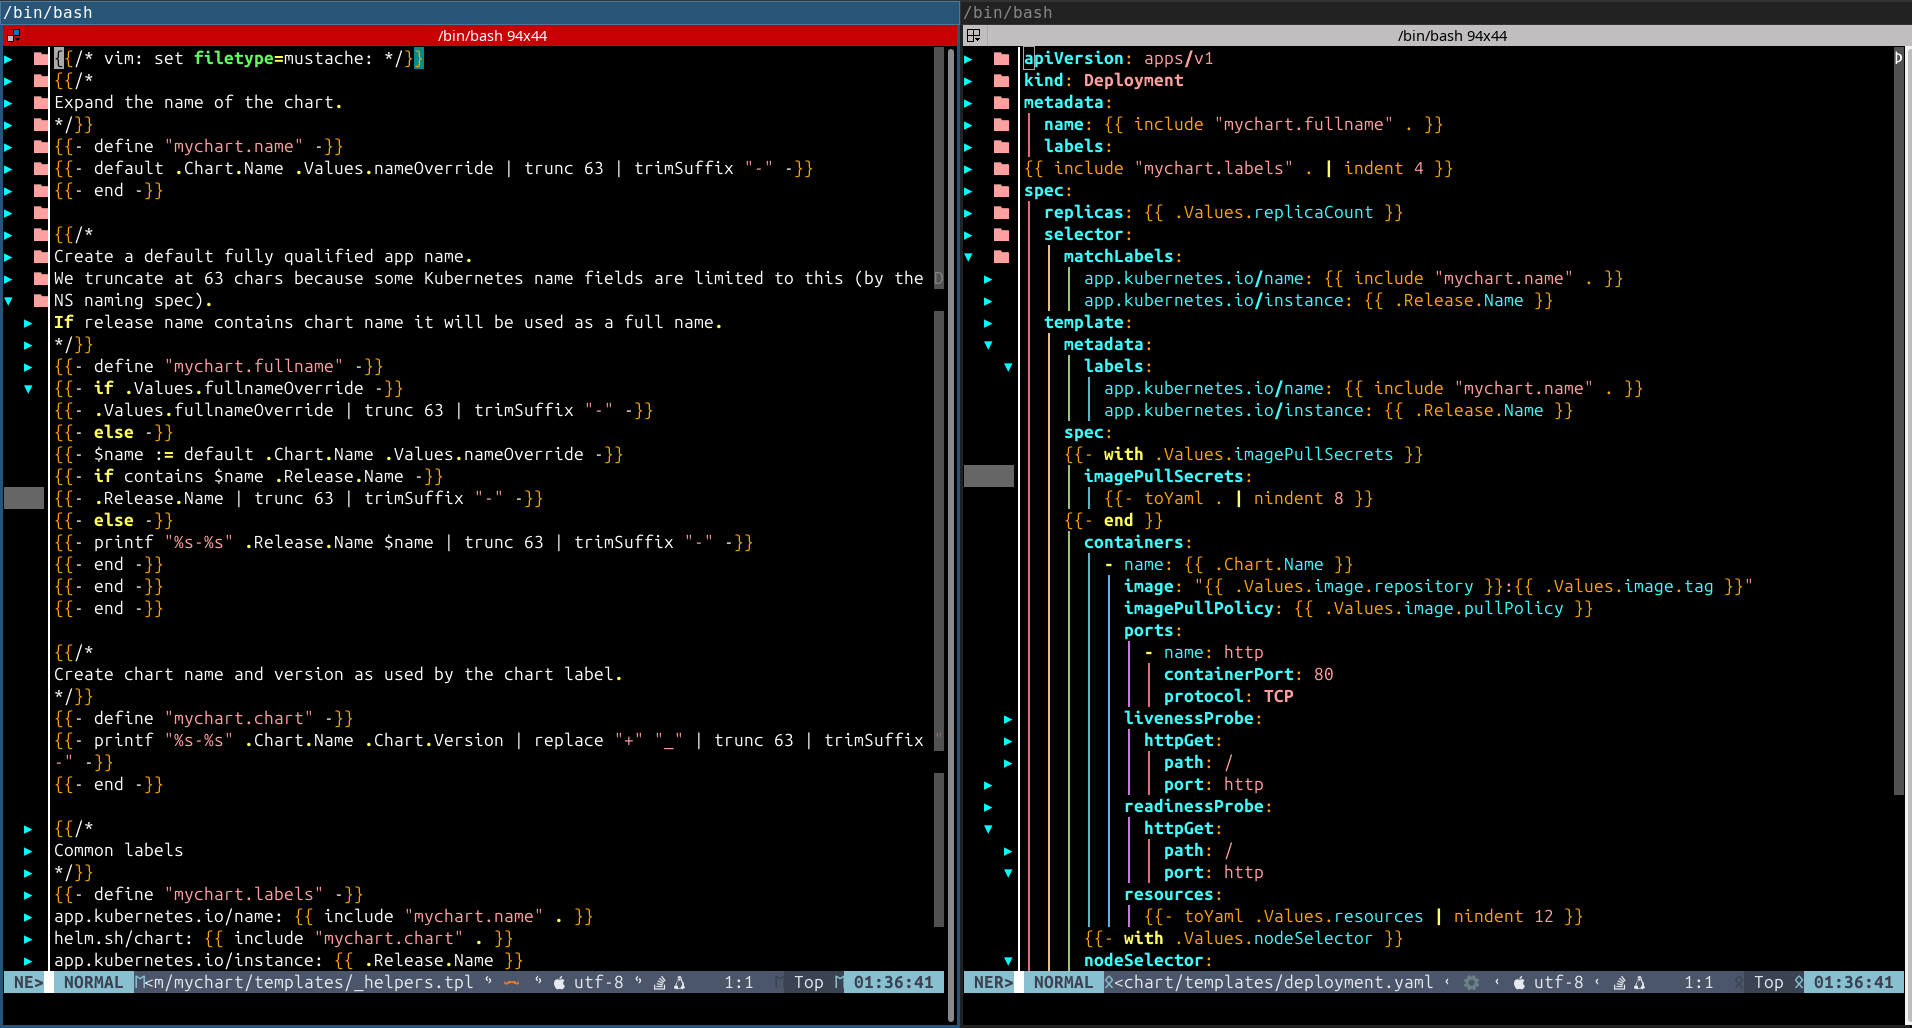 /bin/bash
/bin/bash 94x44
{{/* vim: set filetype=mustache: */}}
{{/*
Expand the name of the chart.
*/}}
{{- define "mychart.name" -}}
{{- default .Chart.Name .Values.nameOverride | trunc 63 | trimSuffix "-" -}}
{{- end -}}
{{/*
Create a default fully qualified app name.
We truncate at 63 chars because some Kubernetes name fields are limited to this (by the D
NS naming spec).
If release name contains chart name it will be used as a full name.
*/}}
{{- define "mychart.fullname" -}}
{{- if .Values.fullnameOverride -}}
{{- .Values.fullnameOverride | trunc 63 | trimSuffix "-" -}}
{{- else -}}
{{- $name := default .Chart.Name .Values.nameOverride -}}
{{- if contains $name .Release.Name -}}
{{- .Release.Name | trunc 63 | trimSuffix "-" -}}
{{- else -}}
{{- printf "%s-%s" .Release.Name $name | trunc 63 | trimSuffix "-" -}}
{{- end -}}
{{- end -}}
{{- end -}}
{{/*
Create chart name and version as used by the chart label.
*/}}
{{- define "mychart.chart" -}}
{{- printf "%s-%s" .Chart.Name .Chart.Version | replace "+" "_" | trunc 63 | trimSuffix "
-" -}}
{{- end -}}
{{/*
Common labels
*/}}
{{- define "mychart.labels" -}}
app.kubernetes.io/name: {{ include "mychart.name" . }}
helm.sh/chart: {{ include "mychart.chart" . }}
app.kubernetes.io/instance: {{ .Release.Name }}
NE> NORMAL <m/mychart/templates/_helpers.tpl utf-8 1:1 Top 01:36:41
/bin/bash
/bin/bash 94x44
apiVersion: apps/v1
kind: Deployment
metadata:
name: {{ include "mychart.fullname" . }}
labels:
{{ include "mychart.labels" . | indent 4 }}
spec:
replicas: {{ .Values.replicaCount }}
selector:
matchLabels:
app.kubernetes.io/name: {{ include "mychart.name" . }}
app.kubernetes.io/instance: {{ .Release.Name }}
template:
metadata:
labels:
app.kubernetes.io/name: {{ include "mychart.name" . }}
app.kubernetes.io/instance: {{ .Release.Name }}
spec:
{{- with .Values.imagePullSecrets }}
imagePullSecrets:
{{- toYaml . | nindent 8 }}
{{- end }}
containers:
- name: {{ .Chart.Name }}
image: "{{ .Values.image.repository }}:{{ .Values.image.tag }}"
imagePullPolicy: {{ .Values.image.pullPolicy }}
ports:
- name: http
containerPort: 80
protocol: TCP
livenessProbe:
httpGet:
path: /
port: http
readinessProbe:
httpGet:
path: /
port: http
resources:
{{- toYaml .Values.resources | nindent 12 }}
{{- with .Values.nodeSelector }}
nodeSelector:
NER> NORMAL <chart/templates/deployment.yaml utf-8 1:1 Top 01:36:41